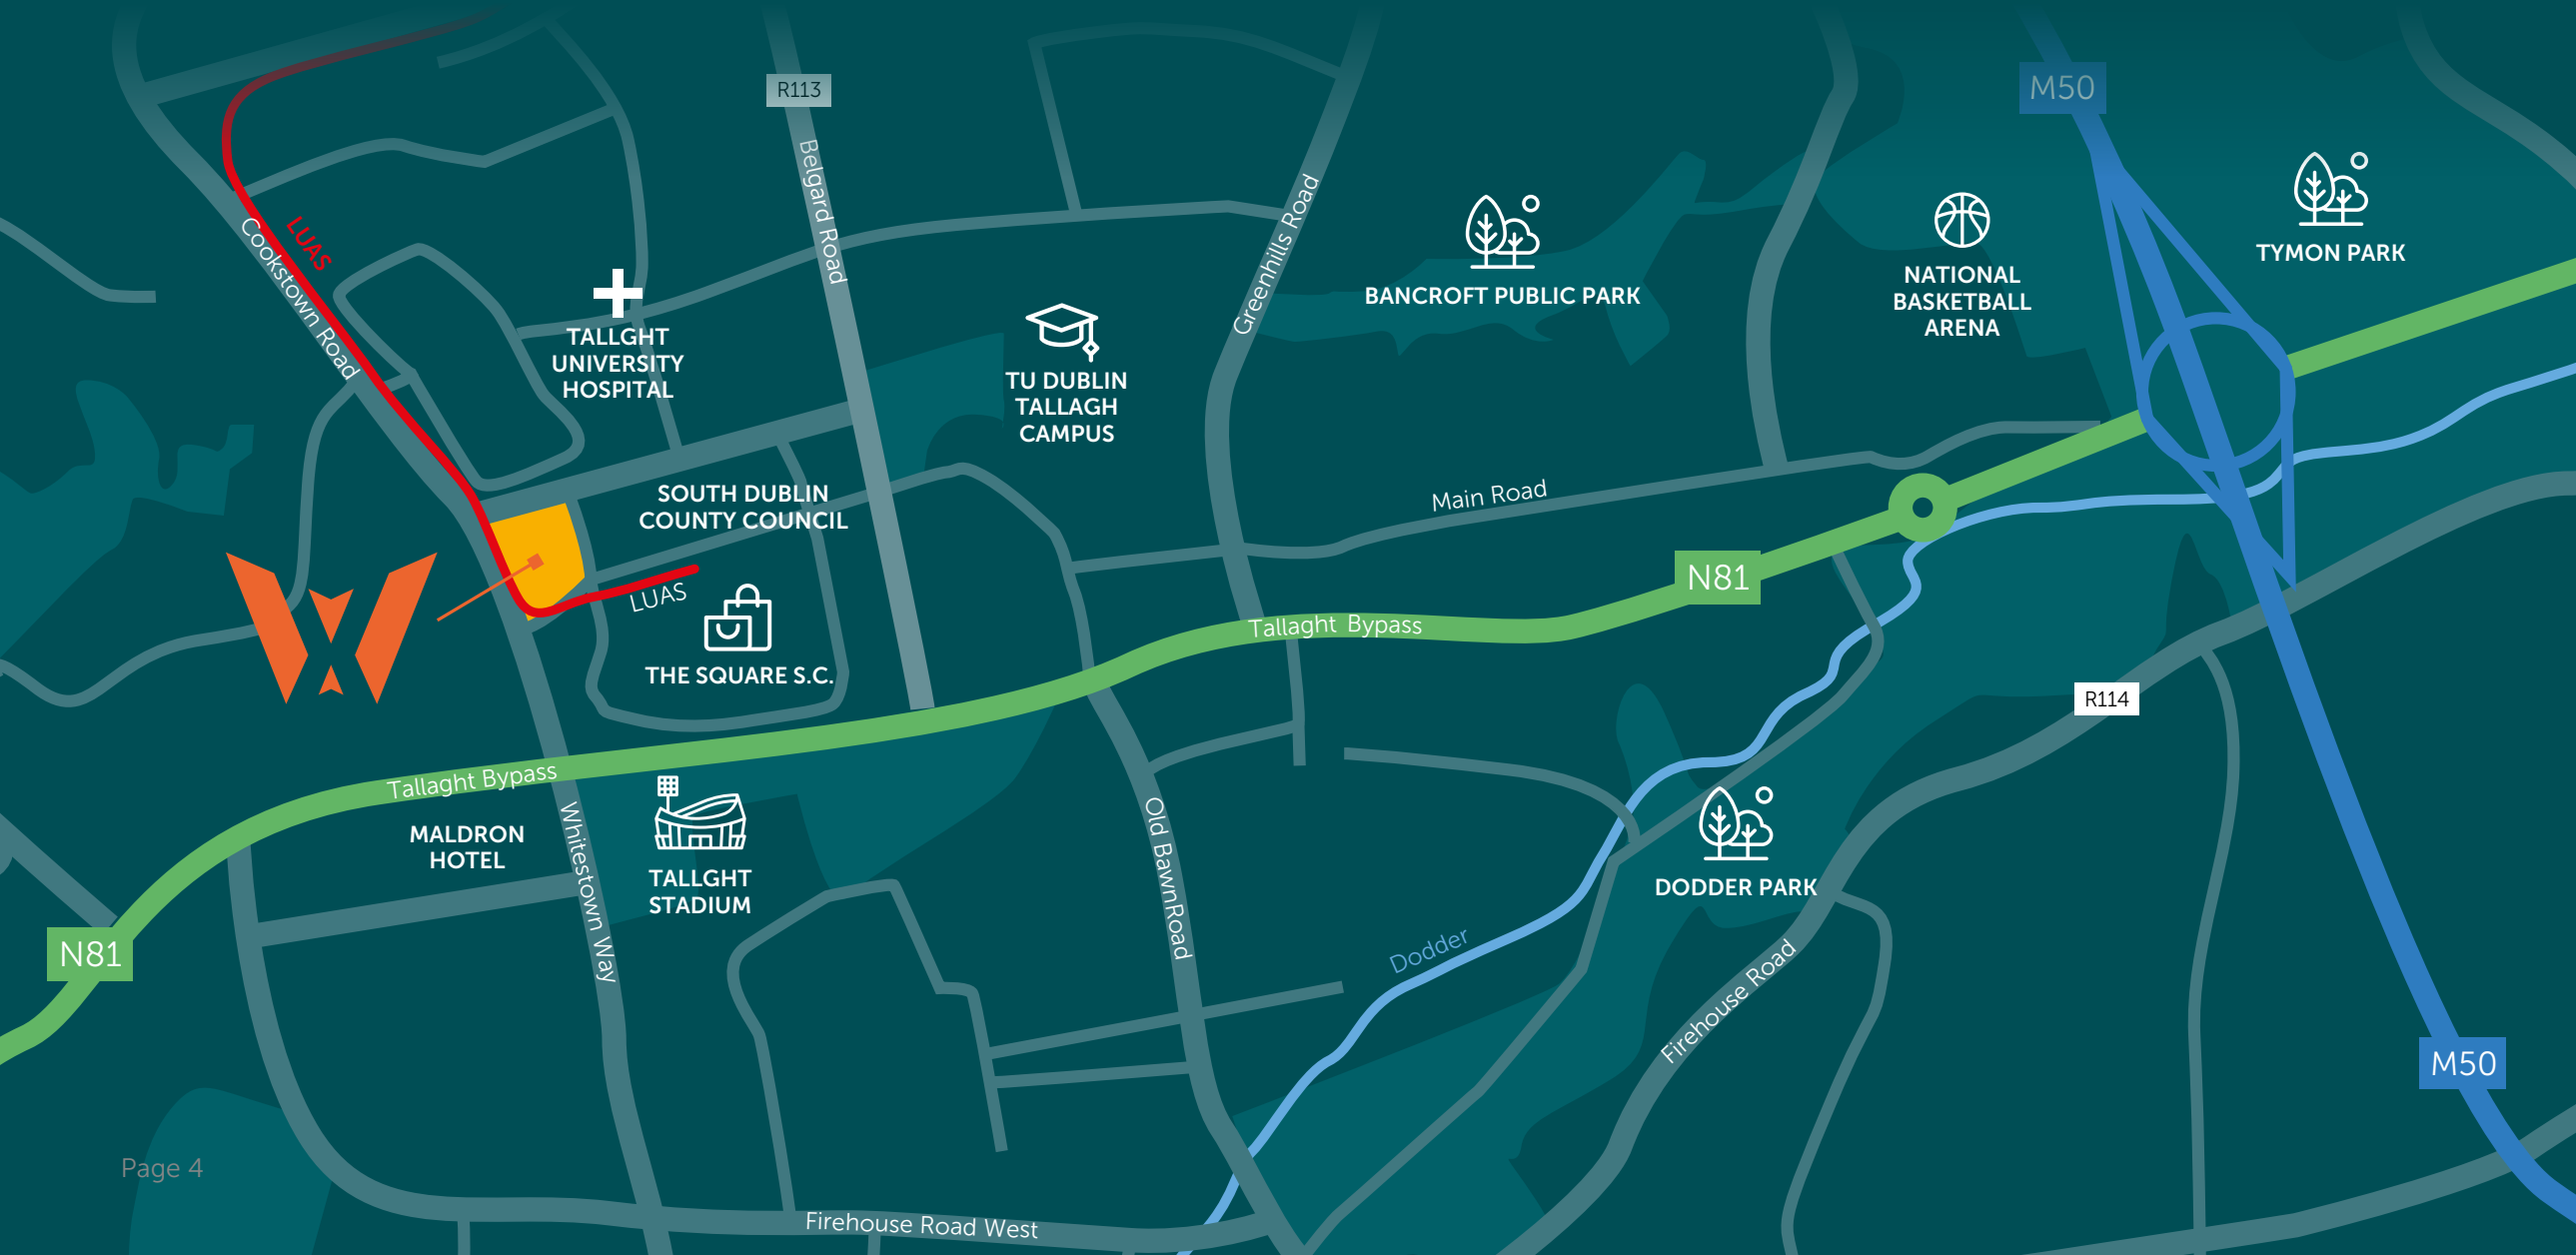 R113
M50
Belgard Road
LUAS
Cookstown Road
Greenhills Road
TYMON PARK
BANCROFT PUBLIC PARK
NATIONAL
BASKETBALL
ARENA
TALLGHT
UNIVERSITY
HOSPITAL
TU DUBLIN
TALLAGH
CAMPUS
SOUTH DUBLIN
COUNTY COUNCIL
Main Road
LUAS
N81
Tallaght Bypass
THE SQUARE S.C.
R114
Tallaght Bypass
MALDRON
HOTEL
Whitestown Way
TALLGHT
STADIUM
Old BawnRoad
DODDER PARK
N81
Dodder
Firehouse Road
M50
Page 4
Firehouse Road West